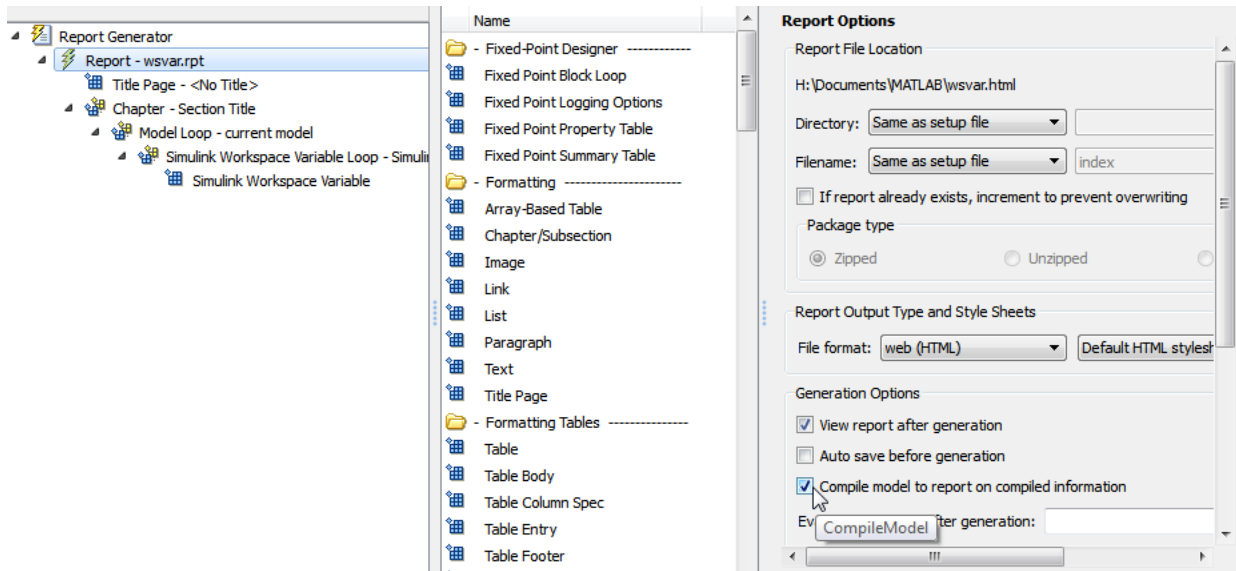 Report Generator
Report - wsvar.rpt
Title Page - <No Title>
Chapter - Section Title
Model Loop - current model
Simulink Workspace Variable Loop - Simuli
Simulink Workspace Variable
Name
- Fixed-Point Designer ------------
Fixed Point Block Loop
Fixed Point Logging Options
Fixed Point Property Table
Fixed Point Summary Table
- Formatting ----------------------
Array-Based Table
Chapter/Subsection
Image
Link
List
Paragraph
Text
Title Page
- Formatting Tables ---------------
Table
Table Body
Table Column Spec
Table Entry
Table Footer
Report Options
Report File Location
H:\Documents\MATLAB\wsvar.html
Directory: Same as setup file
Filename: Same as setup file index
If report already exists, increment to prevent overwriting
Package type
Zipped Unzipped
Report Output Type and Style Sheets
File format: web (HTML) Default HTML stylesh
Generation Options
View report after generation
Auto save before generation
Compile model to report on compiled information
Ev ter generation:
CompileModel